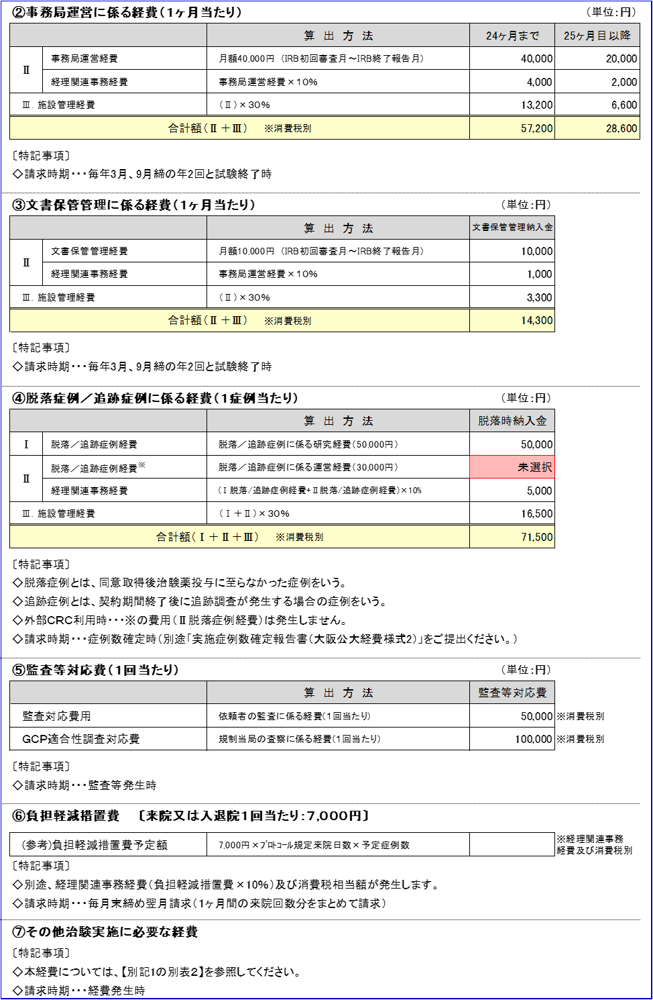 ②事務局運営に係る経費（1ヶ月当たり） （単位：円）
算 出 方 法 24ヶ月まで 25ヶ月目以降
Ⅱ 事務局運営経費 月額40,000円 （IRB初回審査月～IRB終了報告月） 40,000 20,000
経理関連事務経費 事務局運営経費×10% 4,000 2,000
Ⅲ．施設管理経費 （Ⅱ）×30% 13,200 6,600
合計額（Ⅱ＋Ⅲ） ※消費税別 57,200 28,600
〔特記事項〕
◇請求時期・・・毎年3月、9月締の年2回と試験終了時
③文書保管管理に係る経費（1ヶ月当たり） （単位：円）
算 出 方 法 文書保管管理納入金
Ⅱ 文書保管管理経費 月額10,000円 （IRB初回審査月～IRB終了報告月） 10,000
経理関連事務経費 事務局運営経費×10% 1,000
Ⅲ．施設管理経費 （Ⅱ）×30% 3,300
合計額（Ⅱ＋Ⅲ） ※消費税別 14,300
〔特記事項〕
◇請求時期・・・毎年3月、9月締の年2回と試験終了時
④脱落症例／追跡症例に係る経費（1症例当たり） （単位：円）
算 出 方 法 脱落時納入金
Ⅰ 脱落／追跡症例経費 脱落／追跡症例に係る研究経費（50,000円） 50,000
Ⅱ 脱落／追跡症例経費※ 脱落／追跡症例に係る運営経費（30,000円） 未選択
経理関連事務経費 （Ⅰ脱落/追跡症例経費+Ⅱ脱落/追跡症例経費）×10% 5,000
Ⅲ．施設管理経費 （Ⅰ＋Ⅱ）×30% 16,500
合計額（Ⅰ＋Ⅱ＋Ⅲ） ※消費税別 71,500
〔特記事項〕
◇脱落症例とは、同意取得後治験薬投与に至らなかった症例をいう。
◇追跡症例とは、契約期間終了後に追跡調査が発生する場合の症例をいう。
◇外部CRC利用時・・・※の費用（Ⅱ脱落症例経費）は発生しません。
◇請求時期・・・症例数確定時（別途「実施症例数確定報告書（大阪公大経費様式2）」をご提出ください。）
⑤監査等対応費（1回当たり） （単位：円）
算 出 方 法 監査等対応費
監査対応費用 依頼者の監査に係る経費（1回当たり） 50,000 ※消費税別
GCP適合性調査対応費 規制当局の査察に係る経費（1回当たり） 100,000 ※消費税別
〔特記事項〕
◇請求時期・・・監査等発生時
⑥負担軽減措置費 〔来院又は入退院1回当たり：7,000円〕
（参考）負担軽減措置費予定額 7,000円×ﾌﾟﾛﾄｺｰﾙ規定来院日数×予定症例数 ※経理関連事務
経費及び消費税別
〔特記事項〕
◇別途、経理関連事務経費（負担軽減措置費×10%）及び消費税相当額が発生します。
◇請求時期・・・毎月末締め翌月請求（1ヶ月間の来院回数分をまとめて請求）
⑦その他治験実施に必要な経費
〔特記事項〕
◇本経費については、【別記1の別表２】を参照してください。
◇請求時期・・・経費発生時